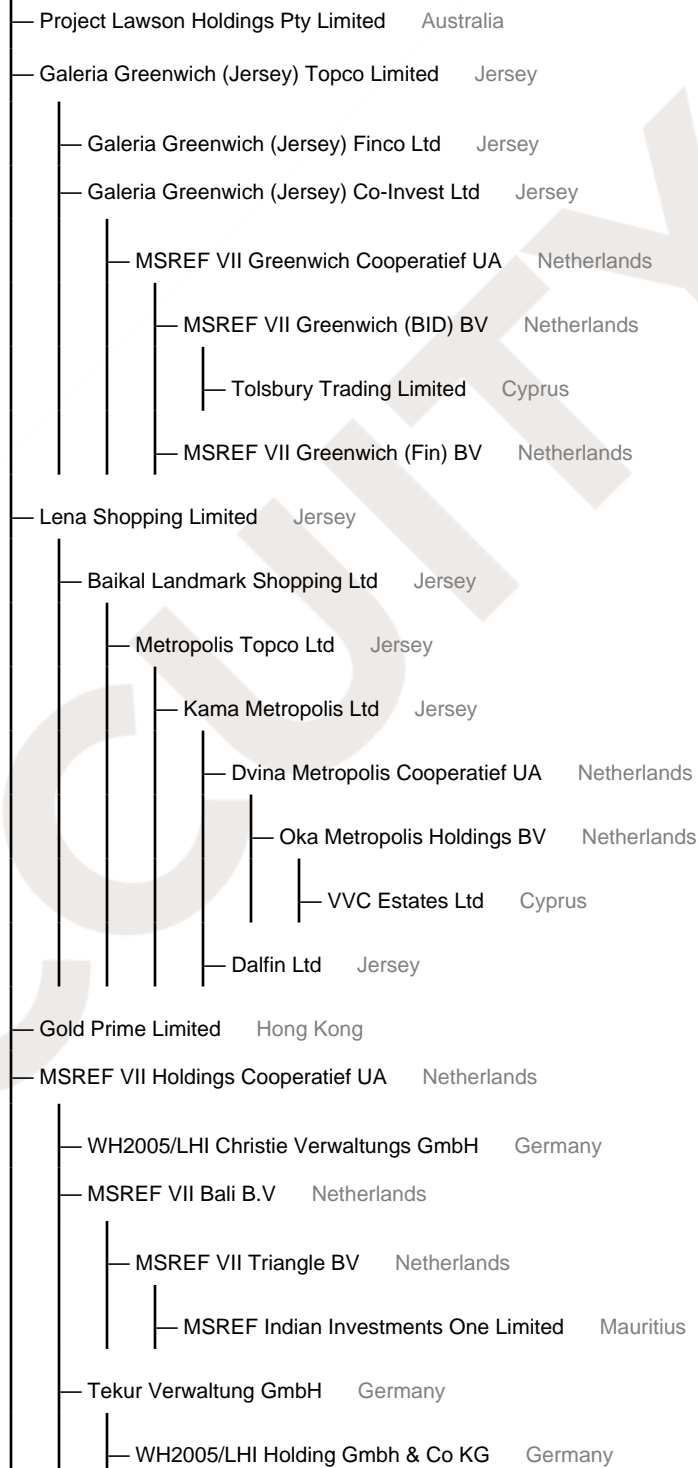 Project Lawson Holdings Pty Limited Australia
Galeria Greenwich (Jersey) Topco Limited Jersey
Galeria Greenwich (Jersey) Finco Ltd Jersey
Galeria Greenwich (Jersey) Co-Invest Ltd Jersey
MSREF VII Greenwich Cooperatief UA Netherlands
MSREF VII Greenwich (BID) BV Netherlands
Tolsbury Trading Limited Cyprus
MSREF VII Greenwich (Fin) BV Netherlands
Lena Shopping Limited Jersey
Baikal Landmark Shopping Ltd Jersey
Metropolis Topco Ltd Jersey
Kama Metropolis Ltd Jersey
Dvina Metropolis Cooperatief UA Netherlands
Oka Metropolis Holdings BV Netherlands
VVC Estates Ltd Cyprus
Dalfin Ltd Jersey
Gold Prime Limited Hong Kong
MSREF VII Holdings Cooperatief UA Netherlands
WH2005/LHI Christie Verwaltungs GmbH Germany
MSREF VII Bali B.V Netherlands
MSREF VII Triangle BV Netherlands
MSREF Indian Investments One Limited Mauritius
Tekur Verwaltung GmbH Germany
WH2005/LHI Holding Gmbh & Co KG Germany